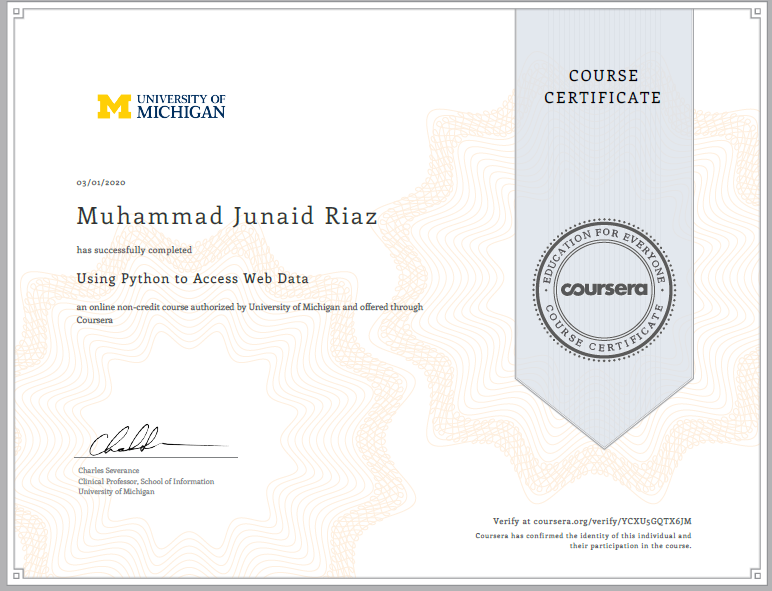 UNIVERSITY OF
MICHIGAN
COURSE
CERTIFICATE
03/01/2020
Muhammad Junaid Riaz
has successfully completed
Using Python to Access Web Data
an online non-credit course authorized by University of Michigan and offered through
Coursera
EDUCATION FOR EVERYONE
coursera
COURSE CERTIFICATE
Charles Severance
Clinical Professor, School of Information
University of Michigan
Verify at coursera.org/verify/YCXU5GQTX6JM
Coursera has confirmed the identity of this individual and
their participation in the course.